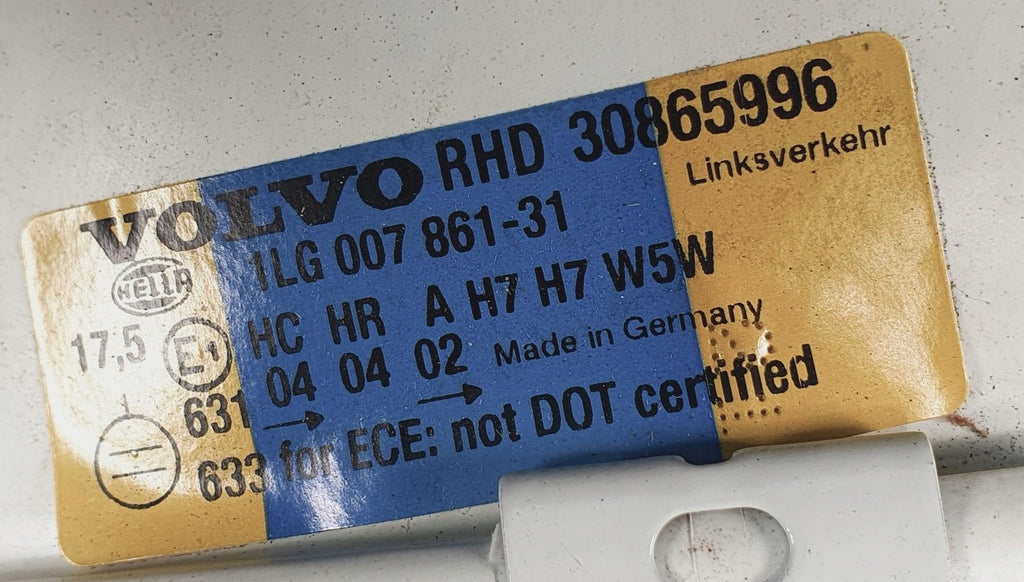 VOLVO RHD 30865996
Linksverkehr
1LG 007 861-31
HELLA
HC HR A H7 H7 W5W
17,5 E1
04 04 02 Made in Germany
631
633 for ECE: not DOT certified